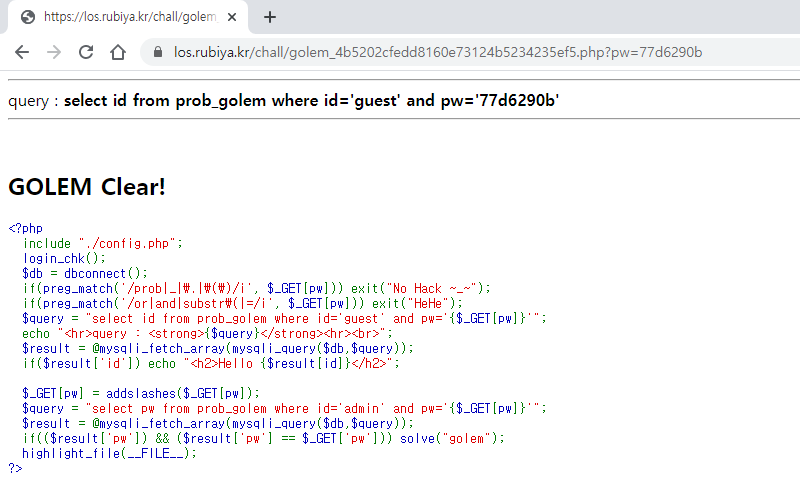 https://los.rubiya.kr/chall/golem_
los.rubiya.kr/chall/golem_4b5202cfedd8160e73124b5234235ef5.php?pw=77d6290b
query : select id from prob_golem where id='guest' and pw='77d6290b'
GOLEM Clear!
<?php
  include "./config.php";
  login_chk();
  $db = dbconnect();
  if(preg_match('/prob|_|₩.|₩(₩)/i', $_GET[pw])) exit("No Hack ~_~");
  if(preg_match('/or|and|substr₩(|=/i', $_GET[pw])) exit("HeHe");
  $query = "select id from prob_golem where id='guest' and pw='{$_GET[pw]}'";
  echo "<hr>query : <strong>{$query}</strong><hr><br>";
  $result = @mysqli_fetch_array(mysqli_query($db,$query));
  if($result['id']) echo "<h2>Hello {$result[id]}</h2>";
  $_GET[pw] = addslashes($_GET[pw]);
  $query = "select pw from prob_golem where id='admin' and pw='{$_GET[pw]}'";
  $result = @mysqli_fetch_array(mysqli_query($db,$query));
  if(($result['pw']) && ($result['pw'] == $_GET['pw'])) solve("golem");
  highlight_file(__FILE__);
?>